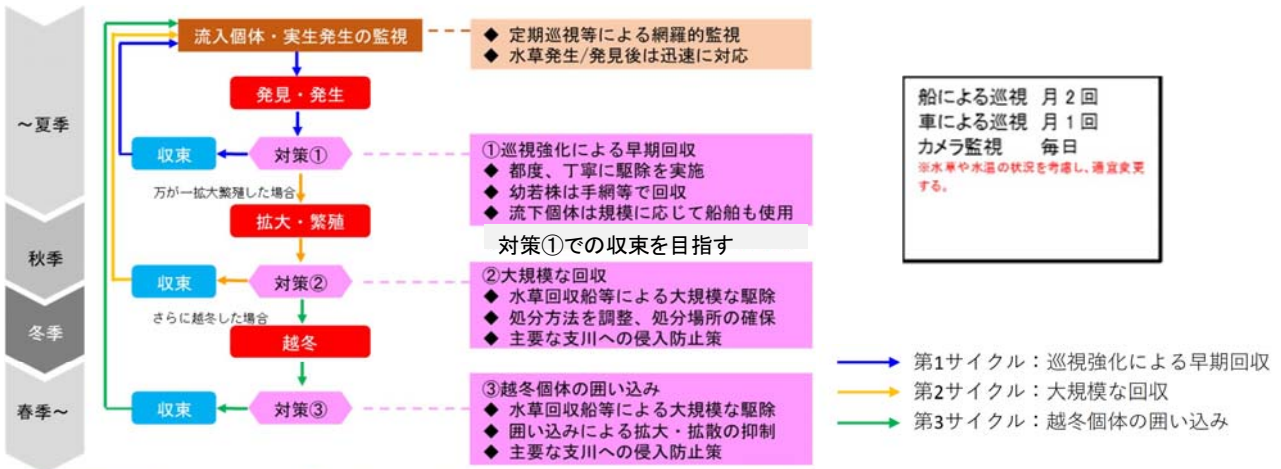 流入個体・実生発生の監視
◆ 定期巡視等による網羅的監視
◆ 水草発生/発見後は迅速に対応
～夏季
発見・発生
収束
対策①
万が一拡大繁殖した場合
①巡視強化による早期回収
◆ 都度、丁寧に駆除を実施
◆ 幼若株は手網等で回収
◆ 流下個体は規模に応じて船舶も使用
対策①での収束を目指す
船による巡視 月２回
車による巡視 月１回
カメラ監視 毎日
※水草や水温の状況を考慮し、適宜変更
する。
拡大・繁殖
秋季
収束
対策②
さらに越冬した場合
②大規模な回収
◆ 水草回収船等による大規模な駆除
◆ 処分方法を調整、処分場所の確保
◆ 主要な支川への侵入防止策
冬季
越冬
春季～
収束
対策③
③越冬個体の囲い込み
◆ 水草回収船等による大規模な駆除
◆ 囲い込みによる拡大・拡散の抑制
◆ 主要な支川への侵入防止策
第1サイクル：巡視強化による早期回収
第2サイクル：大規模な回収
第3サイクル：越冬個体の囲い込み